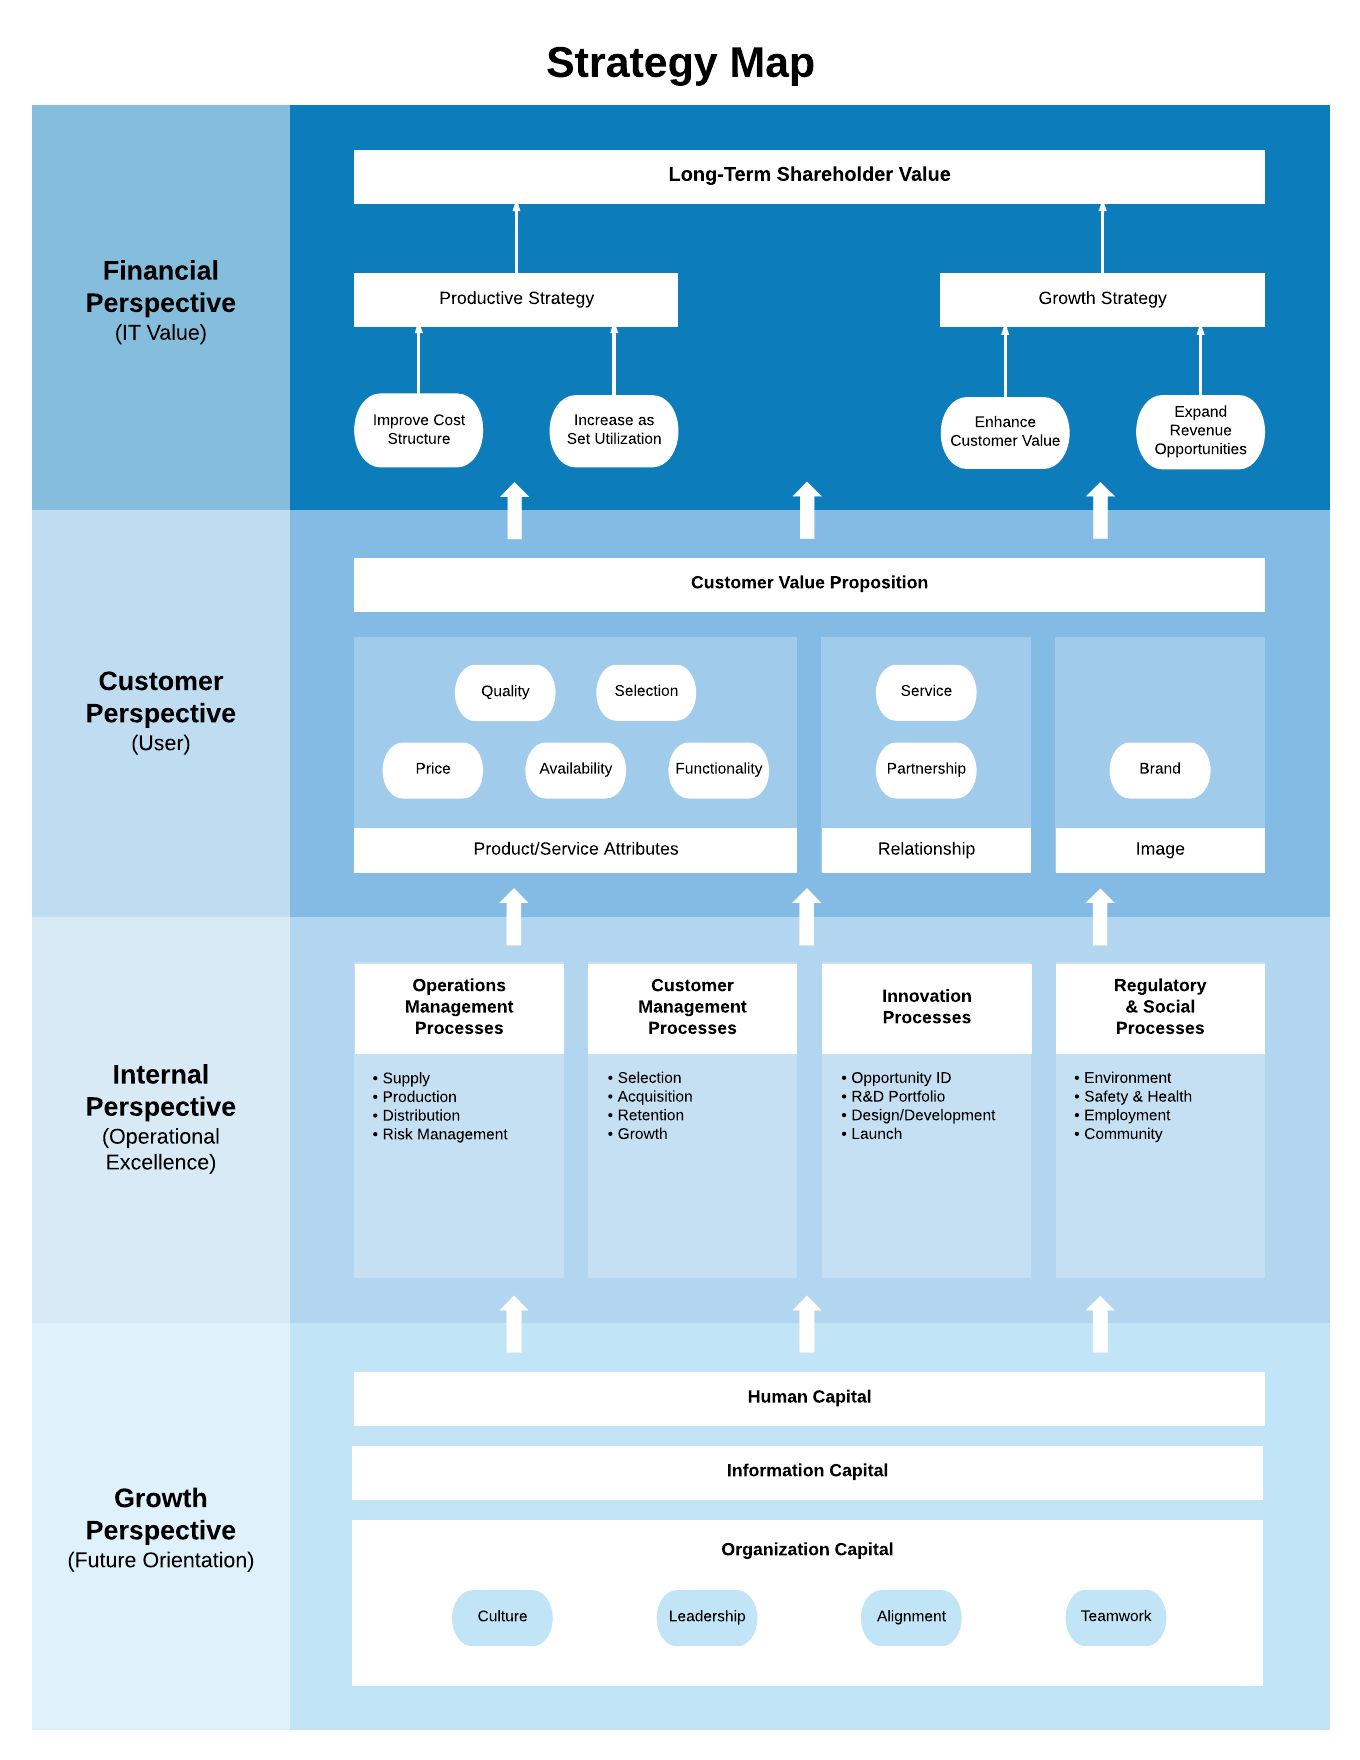 Strategy Map
Financial
Perspective
(IT Value)
Long-Term Shareholder Value
Productive Strategy
Growth Strategy
Improve Cost
Structure
Increase as
Set Utilization
Enhance
Customer Value
Expand
Revenue
Opportunities
Customer
Perspective
(User)
Customer Value Proposition
Quality
Selection
Price
Availability
Functionality
Product/Service Attributes
Service
Partnership
Relationship
Brand
Image
Internal
Perspective
(Operational
Excellence)
Operations
Management
Processes
• Supply
• Production
• Distribution
• Risk Management
Customer
Management
Processes
• Selection
• Acquisition
• Retention
• Growth
Innovation
Processes
• Opportunity ID
• R&D Portfolio
• Design/Development
• Launch
Regulatory
& Social
Processes
• Environment
• Safety & Health
• Employment
• Community
Growth
Perspective
(Future Orientation)
Human Capital
Information Capital
Organization Capital
Culture
Leadership
Alignment
Teamwork